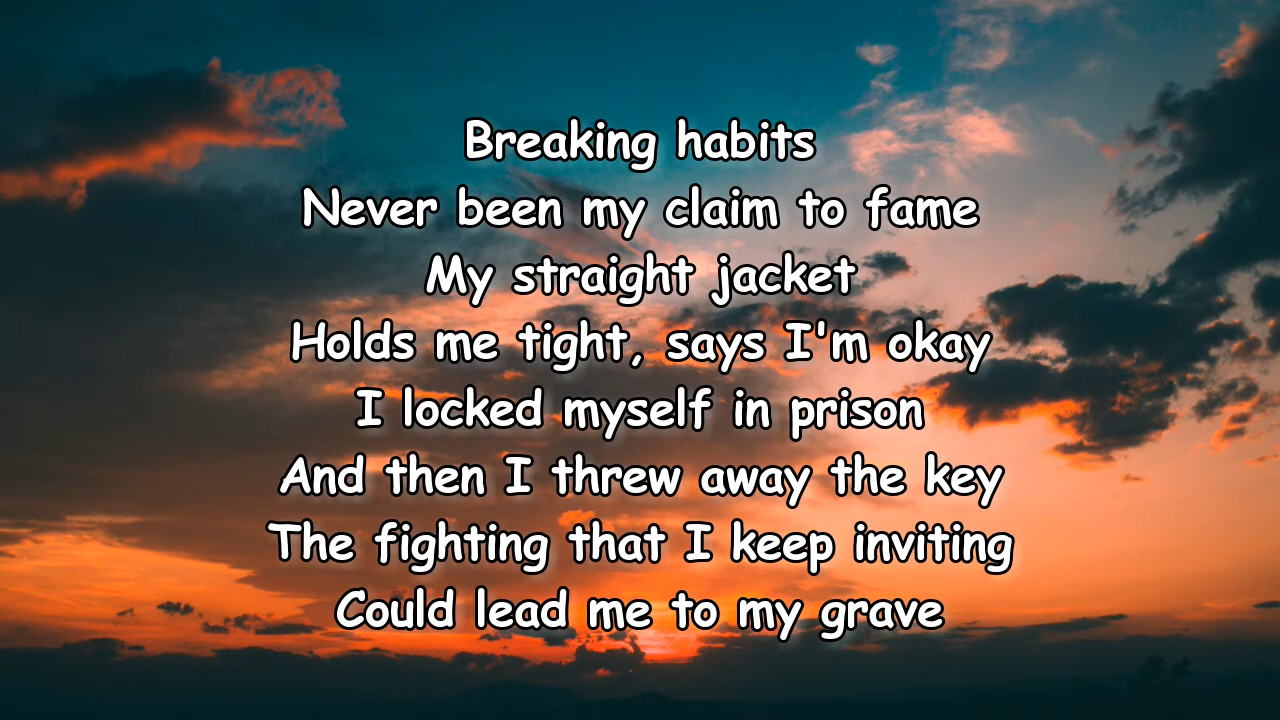 Breaking habits
Never been my claim to fame
My straight jacket
Holds me tight, says I'm okay
I locked myself in prison
And then I threw away the key
The fighting that I keep inviting
Could lead me to my grave